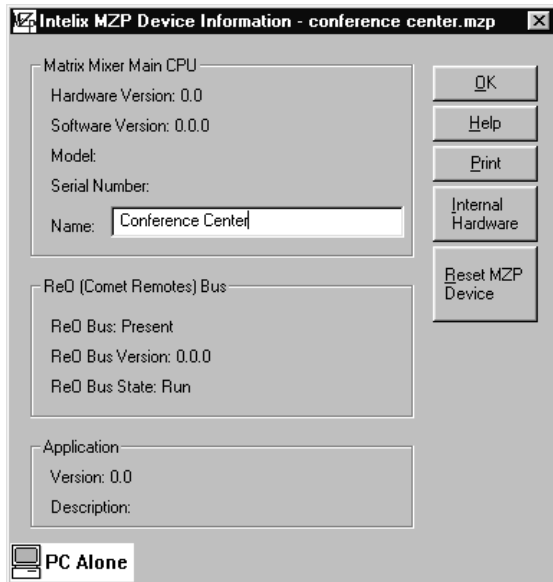 Intelix MZP Device Information - conference center.mzp
Matrix Mixer Main CPU
Hardware Version: 0.0
Software Version: 0.0.0
Model:
Serial Number:
Name: Conference Center
ReO (Comet Remotes) Bus
ReO Bus: Present
ReO Bus Version: 0.0.0
ReO Bus State: Run
Application
Version: 0.0
Description:
OK
Help
Print
Internal
Hardware
Reset MZP
Device
PC Alone